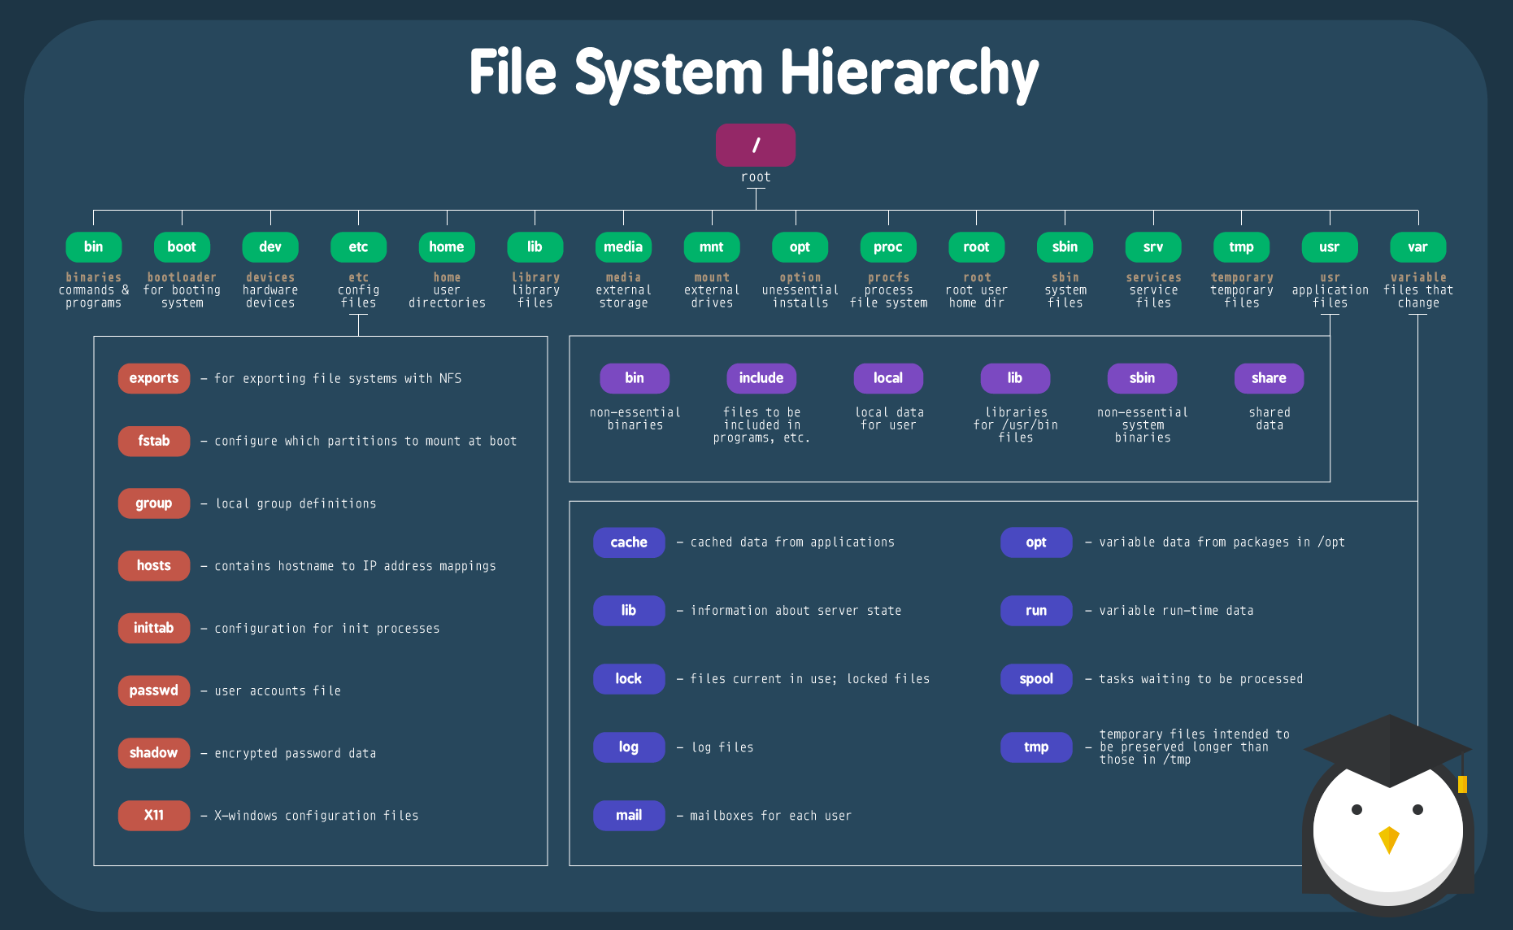 File System Hierarchy
/
root
bin
boot
dev
etc
home
lib
media
mnt
opt
proc
root
sbin
srv
tmp
usr
var
binaries
commands &
programs
bootloader
for booting
system
devices
hardware
devices
etc
config
files
home
user
directories
library
library
files
media
external
storage
mount
external
drives
option
unessential
installs
procfs
process
file system
root
root user
home dir
sbin
system
files
services
service
files
temporary
temporary
files
usr
application
files
variable
files that
change
exports – for exporting file systems with NFS
fstab – configure which partitions to mount at boot
group – local group definitions
hosts – contains hostname to IP address mappings
inittab – configuration for init processes
passwd – user accounts file
shadow – encrypted password data
X11 – X–windows configuration files
bin
non–essential
binaries
include
files to be
included in
programs, etc.
local
local data
for user
lib
libraries
for /usr/bin
files
sbin
non–essential
system
binaries
share
shared
data
cache – cached data from applications
lib – information about server state
lock – files current in use; locked files
log – log files
mail – mailboxes for each user
opt – variable data from packages in /opt
run – variable run–time data
spool – tasks waiting to be processed
tmp – temporary files intended to
be preserved longer than
those in /tmp